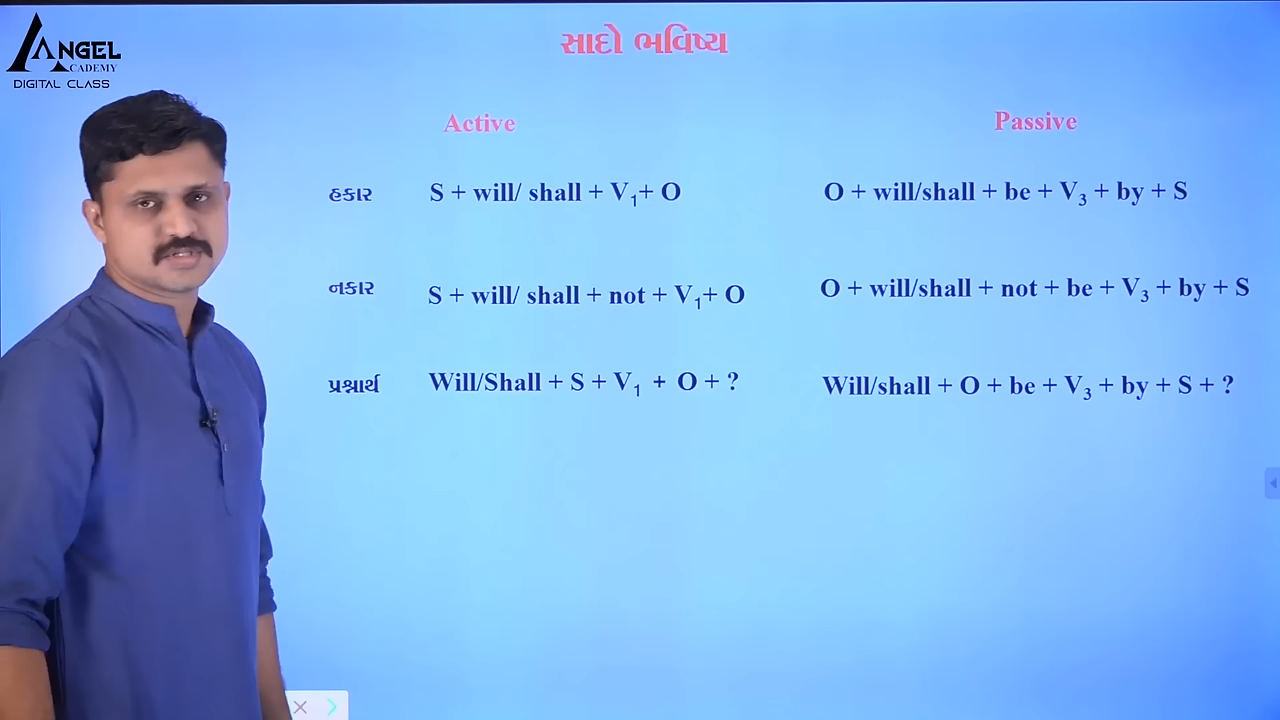 ANGEL
ACADEMY
DIGITAL CLASS
સાદો ભવિષ્ય
Active Passive
હકાર S + will/ shall + V₁+ O O + will/shall + be + V₃ + by + S
નકાર S + will/ shall + not + V₁+ O O + will/shall + not + be + V₃ + by + S
પ્રશ્નાર્થ Will/Shall + S + V₁ + O + ? Will/shall + O + be + V₃ + by + S + ?